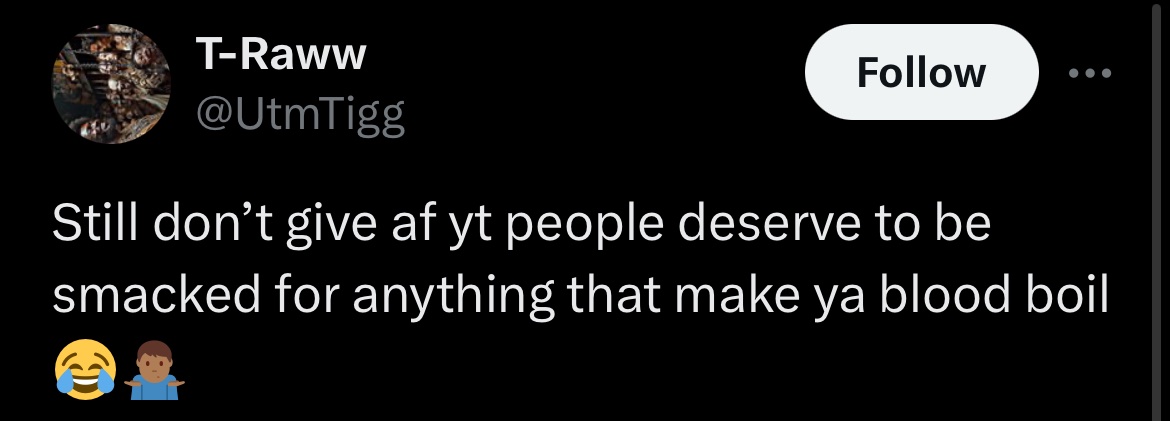 T-Raww
@UtmTigg
Follow
Still don’t give af yt people deserve to be
smacked for anything that make ya blood boil
😂🤷🏾‍♂️